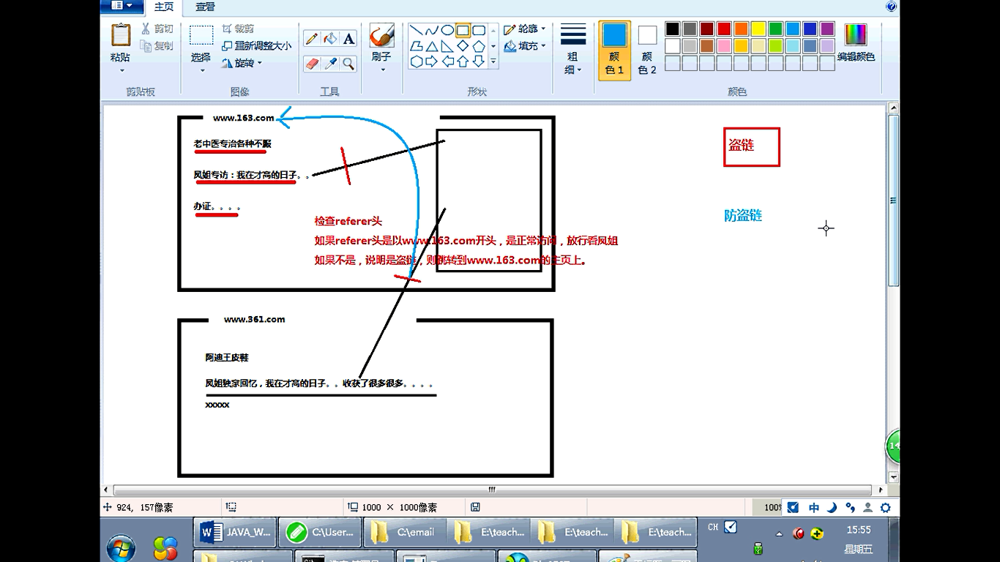 主页
查看
粘贴
剪切
复制
剪贴板
选择
裁剪
重新调整大小
旋转
图像
A
工具
刷子
形状
轮廓
填充
粗
细
颜
色 1
颜
色 2
编辑颜色
颜色
www.163.com
老中医专治各种不服
凤姐专访：我在才高的日子。。
办证。。。。
检查referer头
如果referer头是以www.163.com开头，是正常访问，放行看凤姐
如果不是，说明是盗链，则跳转到www.163.com的主页上。
盗链
防盗链
www.361.com
阿迪王皮鞋
凤姐独家回忆，我在才高的日子。。收获了很多很多。。。。
xxxxx
14
924, 157像素
1000 × 1000像素
100%
中
JAVA_W...
C:\User...
C:\email
E:\teach...
E:\teach...
E:\teach...
CH
15:55
星期五